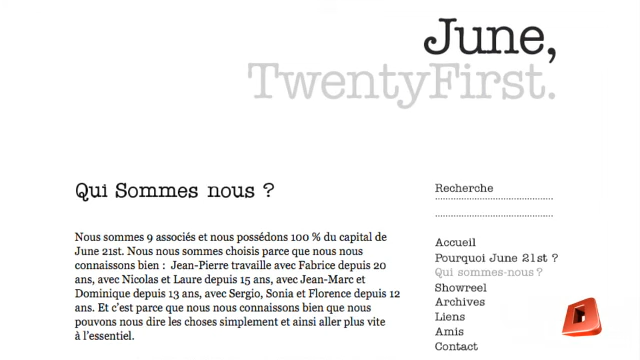 June,
TwentyFirst.
Qui Sommes nous ?
Nous sommes 9 associés et nous possédons 100 % du capital de
June 21st. Nous nous sommes choisis parce que nous nous
connaissons bien : Jean-Pierre travaille avec Fabrice depuis 20
ans, avec Nicolas et Laure depuis 15 ans, avec Jean-Marc et
Dominique depuis 13 ans, avec Sergio, Sonia et Florence depuis 12
ans. Et c'est parce que nous nous connaissons bien que nous
pouvons nous dire les choses simplement et ainsi aller plus vite
à l'essentiel.
Recherche
Accueil
Pourquoi June 21st ?
Qui sommes-nous ?
Showreel
Archives
Liens
Amis
Contact